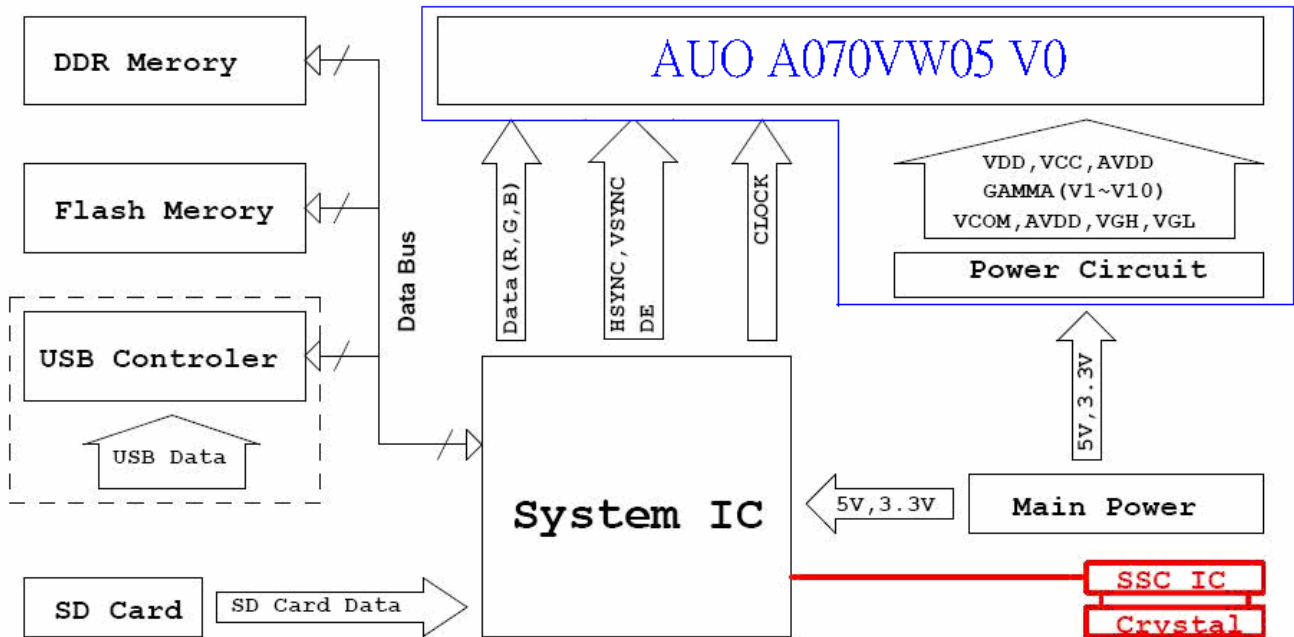 DDR Merory
AUO A070VW05 V0
Flash Merory
VDD,VCC,AVDD
GAMMA(V1~V10)
VCOM,AVDD,VGH,VGL
Power Circuit
Data Bus
Data(R,G,B)
HSYNC,VSYNC
DE
CLOCK
USB Controler
USB Data
5V,3.3V
System IC
5V,3.3V
Main Power
SSC IC
Crystal
SD Card
SD Card Data